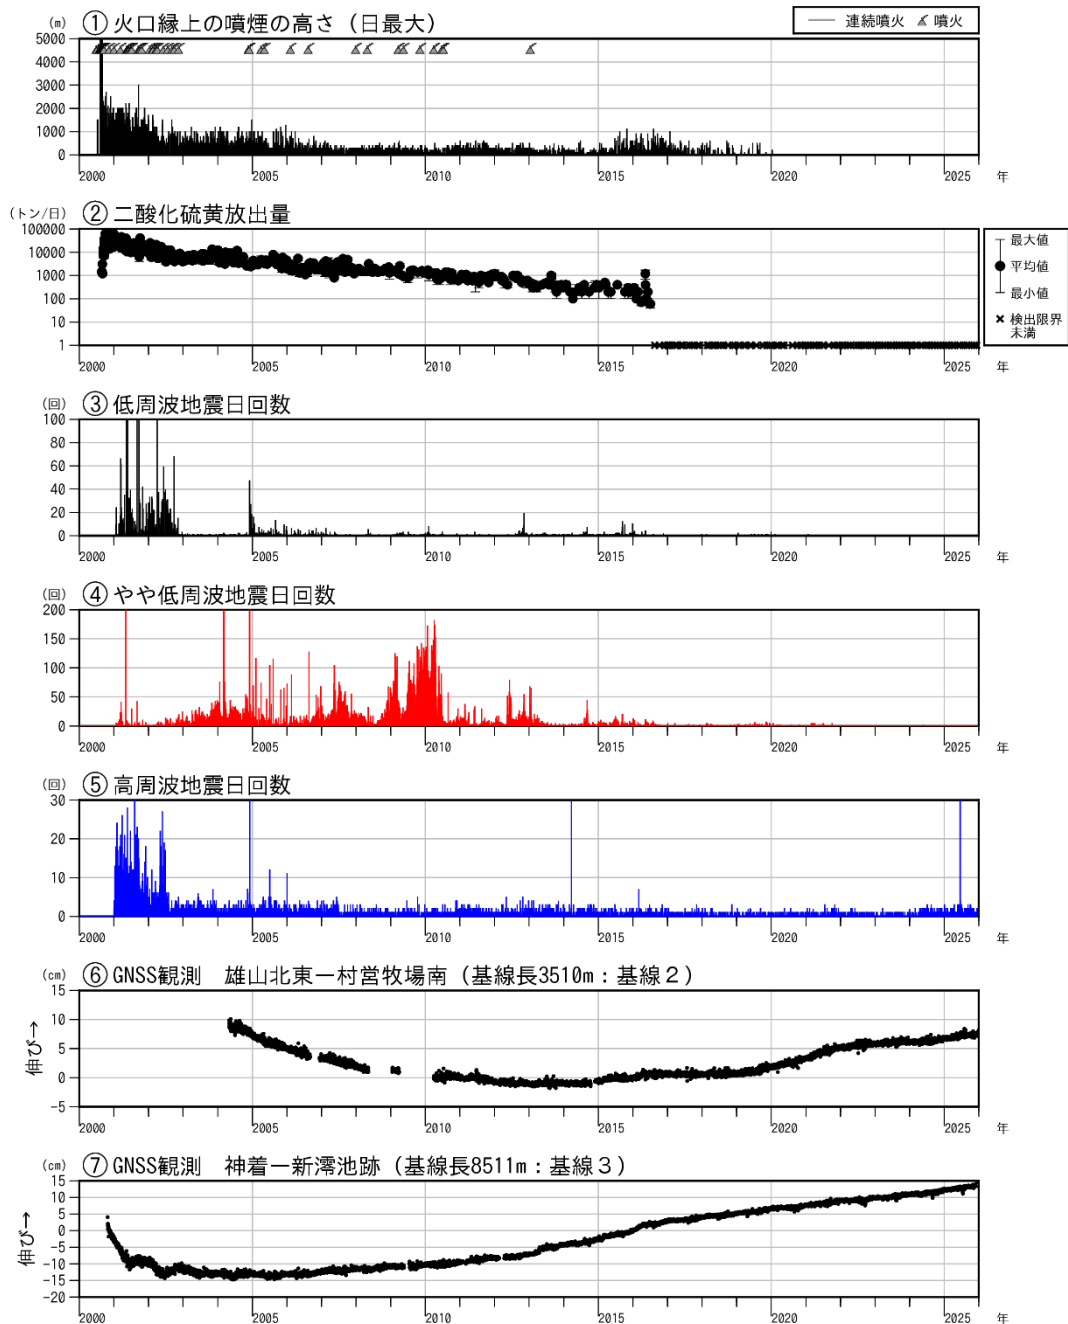 (m) ①火口縁上の噴煙の高さ（日最大）
連続噴火 噴火
5000
4000
3000
2000
1000
0
2000 2005 2010 2015 2020 2025 年
(トン/日) ②二酸化硫黄放出量
100000
10000
1000
100
10
1
最大値
平均値
最小値
検出限界
未満
2000 2005 2010 2015 2020 2025 年
(回) ③低周波地震日回数
100
80
60
40
20
0
2000 2005 2010 2015 2020 2025 年
(回) ④やや低周波地震日回数
200
150
100
50
0
2000 2005 2010 2015 2020 2025 年
(回) ⑤高周波地震日回数
30
20
10
0
2000 2005 2010 2015 2020 2025 年
(cm) ⑥GNSS観測　雄山北東ー村営牧場南（基線長3510m：基線２）
15
10
5
0
-5
伸び→
2000 2005 2010 2015 2020 2025 年
(cm) ⑦GNSS観測　神着ー新澪池跡（基線長8511m：基線３）
15
10
5
0
-5
-10
-15
-20
伸び→
2000 2005 2010 2015 2020 2025 年